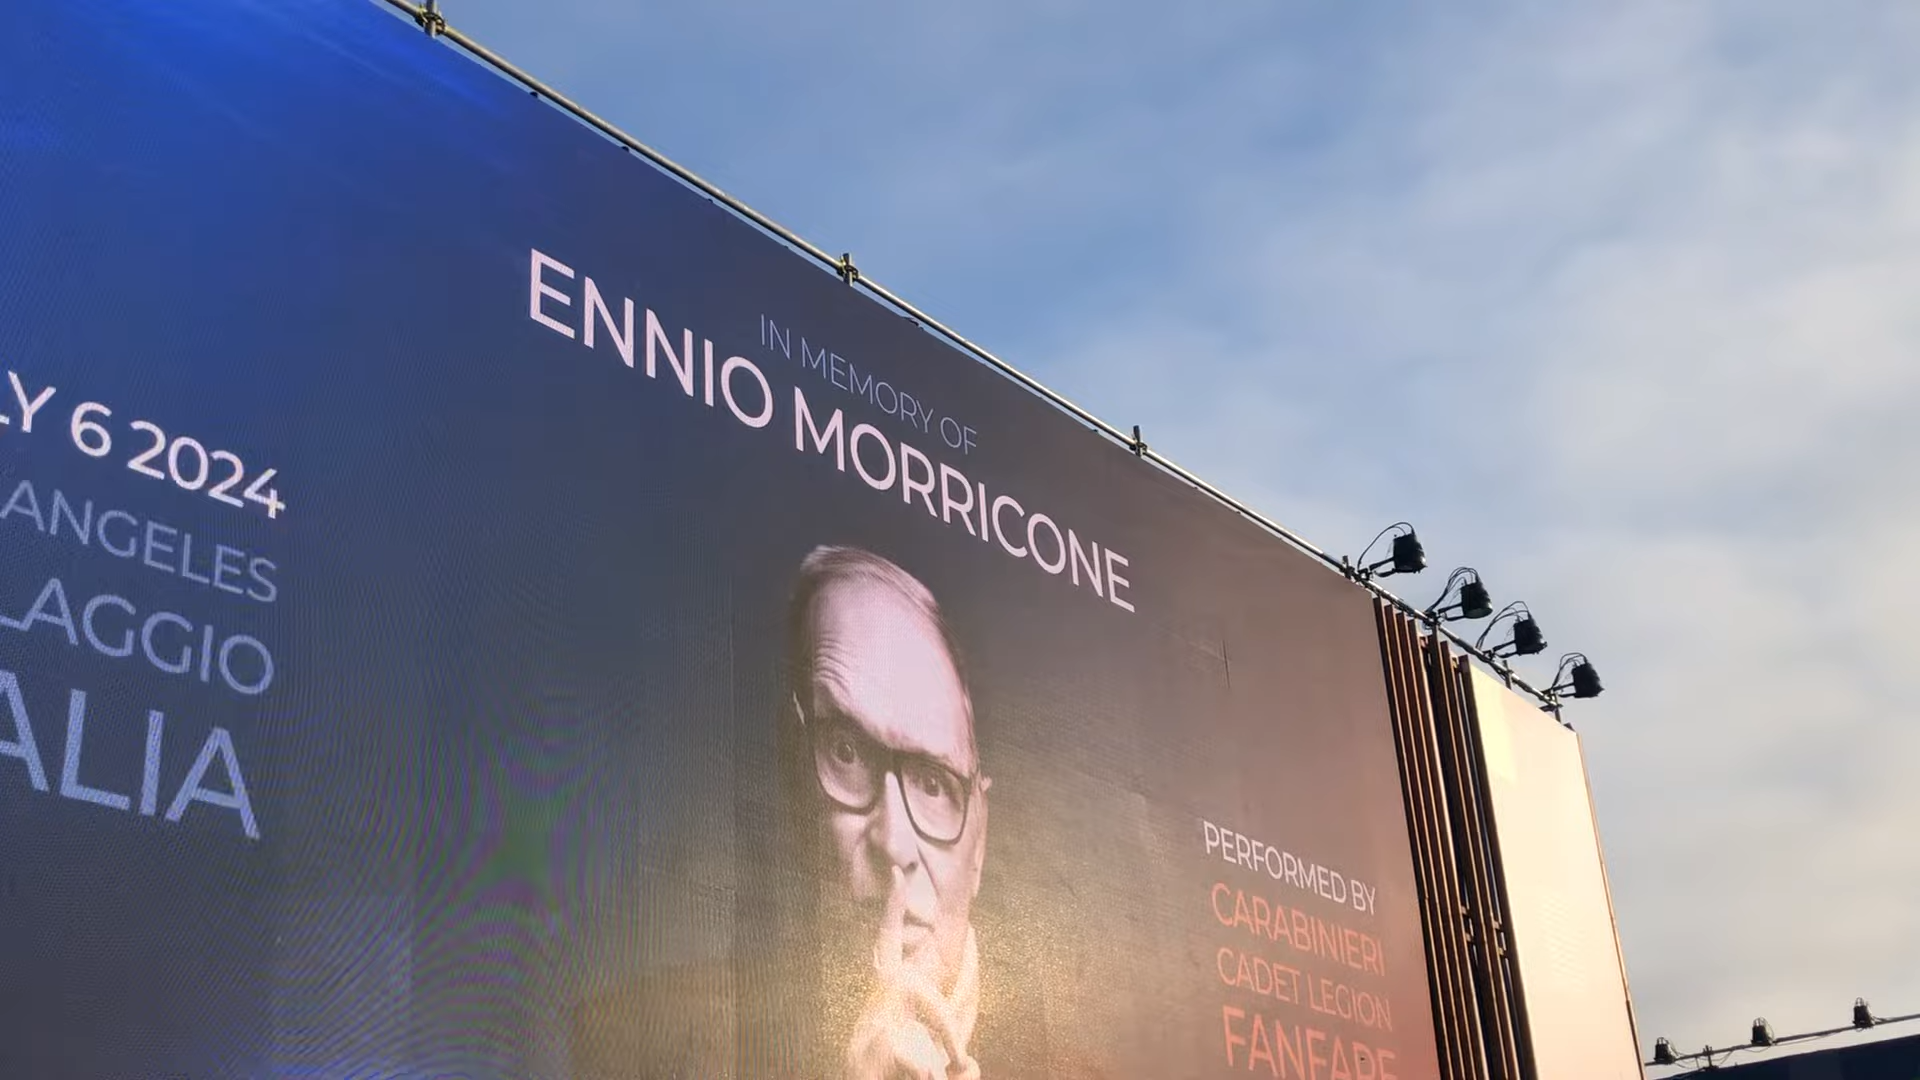 LY 6 2024
ANGELES
LAGGIO
ALIA
IN MEMORY OF
ENNIO MORRICONE
PERFORMED BY
CARABINIERI
CADET LEGION
FANFARE